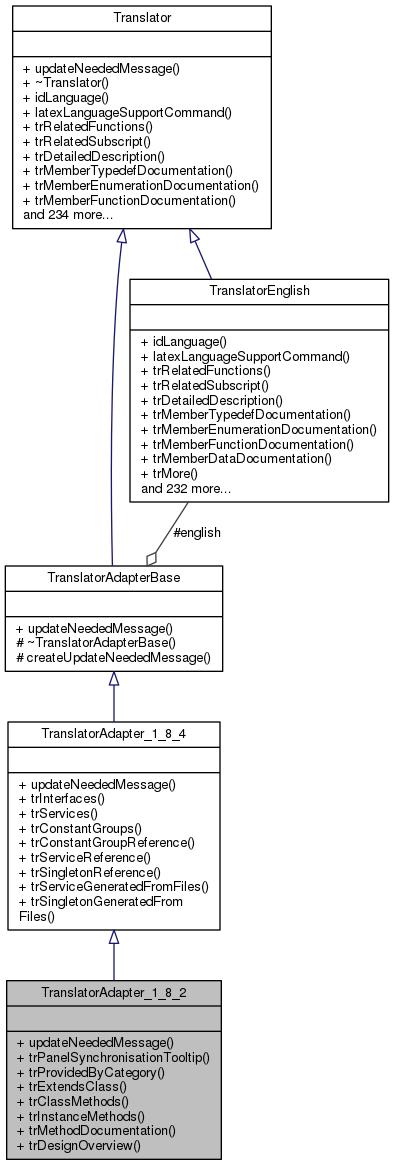 Translator
+ updateNeededMessage()
+ ~Translator()
+ idLanguage()
+ latexLanguageSupportCommand()
+ trRelatedFunctions()
+ trRelatedSubscript()
+ trDetailedDescription()
+ trMemberTypedefDocumentation()
+ trMemberEnumerationDocumentation()
+ trMemberFunctionDocumentation()
and 234 more...
TranslatorEnglish
+ idLanguage()
+ latexLanguageSupportCommand()
+ trRelatedFunctions()
+ trRelatedSubscript()
+ trDetailedDescription()
+ trMemberTypedefDocumentation()
+ trMemberEnumerationDocumentation()
+ trMemberFunctionDocumentation()
+ trMemberDataDocumentation()
+ trMore()
and 232 more...
#english
TranslatorAdapterBase
+ updateNeededMessage()
# ~TranslatorAdapterBase()
# createUpdateNeededMessage()
TranslatorAdapter_1_8_4
+ updateNeededMessage()
+ trInterfaces()
+ trServices()
+ trConstantGroups()
+ trConstantGroupReference()
+ trServiceReference()
+ trSingletonReference()
+ trServiceGeneratedFromFiles()
+ trSingletonGeneratedFrom
Files()
TranslatorAdapter_1_8_2
+ updateNeededMessage()
+ trPanelSynchronisationTooltip()
+ trProvidedByCategory()
+ trExtendsClass()
+ trClassMethods()
+ trInstanceMethods()
+ trMethodDocumentation()
+ trDesignOverview()